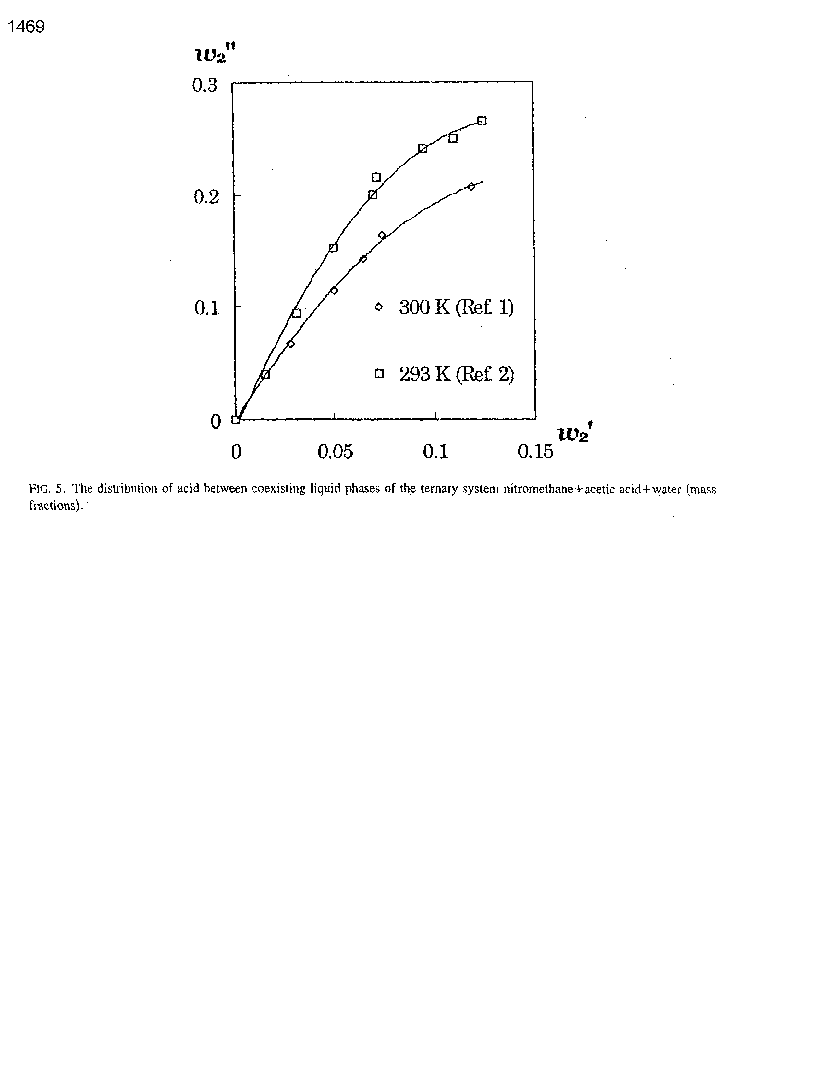 1469
w₂"
0.3
0.2
0.1
0
300 K (Ref. 1)
293 K (Ref. 2)
w₂'
0 0.05 0.1 0.15
FIG. 5. The distribution of acid between coexisting liquid phases of the ternary system nitromethane+acetic acid+water (mass
fractions).